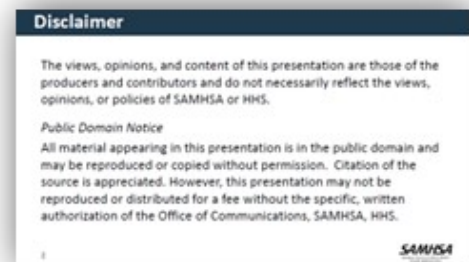 Disclaimer
The views, opinions, and content of this presentation are those of the
producers and contributors and do not necessarily reflect the views,
opinions, or policies of SAMHSA or HHS.
Public Domain Notice
All material appearing in this presentation is in the public domain and
may be reproduced or copied without permission. Citation of the
source is appreciated. However, this presentation may not be
reproduced or distributed for a fee without the specific, written
authorization of the Office of Communications, SAMHSA, HHS.
SAMHSA